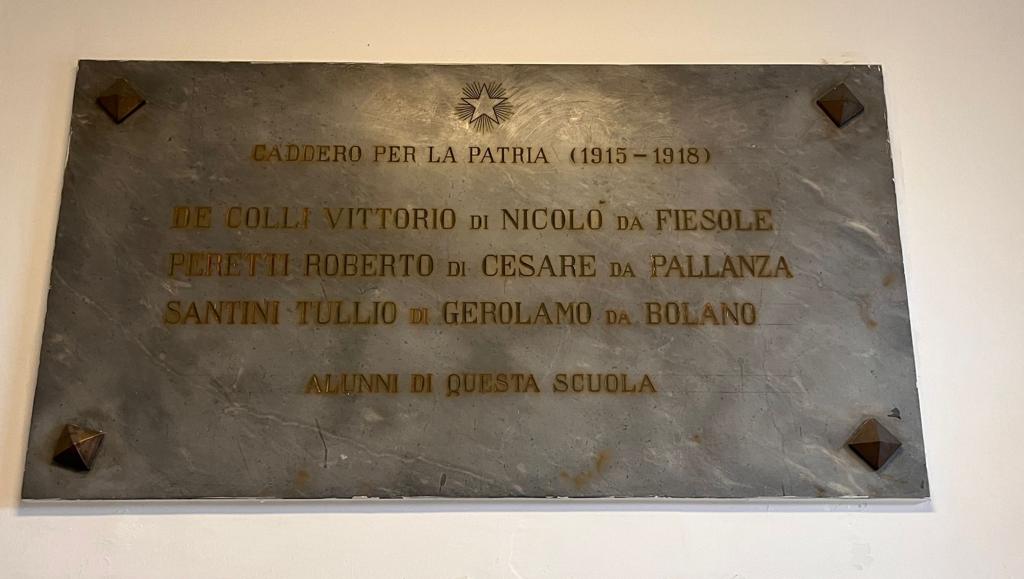 CADDERO PER LA PATRIA (1915-1918)
DE COLLI VITTORIO DI NICOLÒ DA FIESOLE
PERETTI ROBERTO DI CESARE DA PALLANZA
SANTINI TULLIO DI GEROLAMO DA BOLANO
ALUNNI DI QUESTA SCUOLA